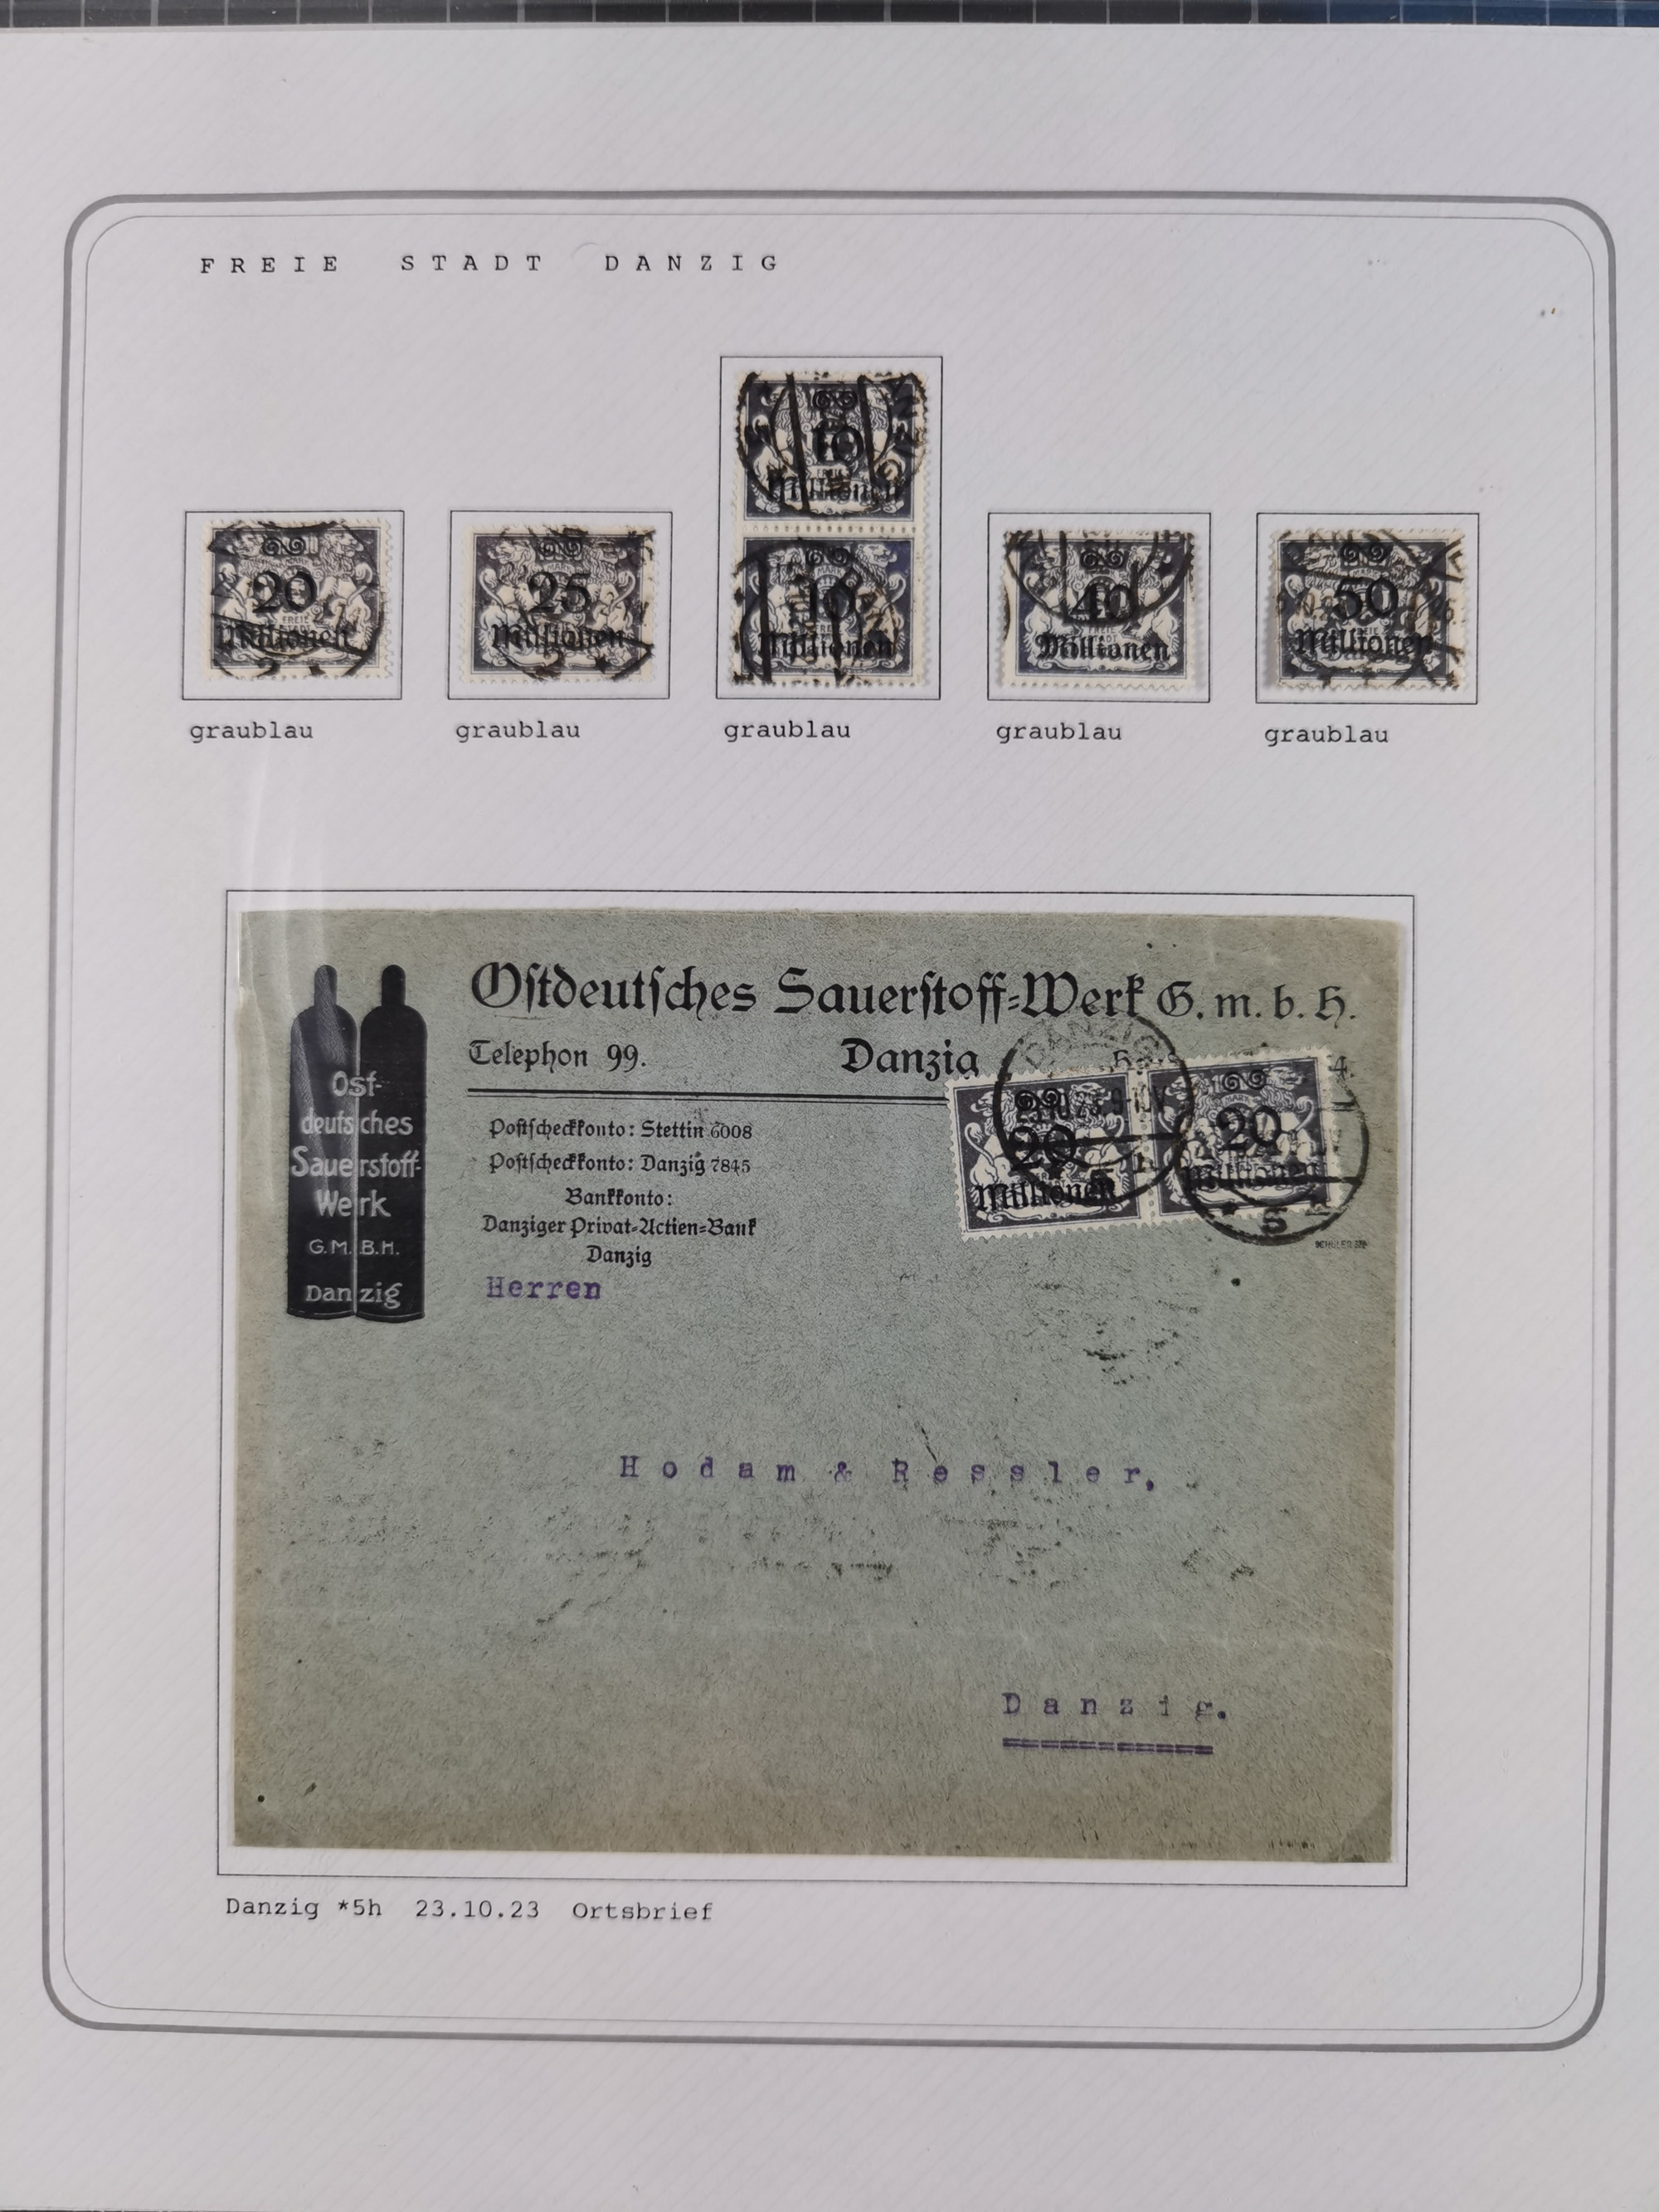 FREIE STADT DANZIG
10
Millionen
10
Millionen
20
Millionen
25
Millionen
40
Millionen
50
Millionen
graublau
graublau
graublau
graublau
graublau
Ostdeutsches Sauerstoff-Werk G. m. b. H.
Telephon 99.
Danzig
4.
Ost-
deutsches
Sauerstoff-
Werk
G.M.B.H.
Danzig
Postscheckkonto: Stettin 6008
Postscheckkonto: Danzig 7845
Bankkonto:
Danziger Privat-Actien-Bank
Danzig
DANZIG
20
Millionen
20
Millionen
Herren
Hodam & Ressler,
Danzig.
Danzig *5h 23.10.23 Ortsbrief